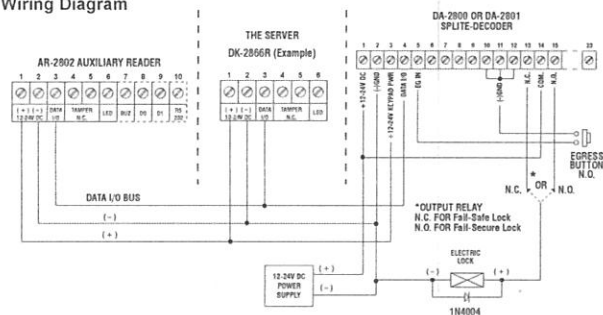 Wiring Diagram
DA-2800 OR DA-2801
SPLITE-DECODER
THE SERVER
DK-2866R (Example)
AR-2802 AUXILIARY READER
1 2 3 4 5 6 7 8 9 10
(+) (-) DATA I/O TAMPER N.C. LED BUZ D0 D1 RS 232
12-24V DC
1 2 3 4 5 6
(+) (-) DATA I/O TAMPER N.C. LED
12-24V DC
1 2 3 4 5 6 7 8 9 10 11 12 13 14 15 23
+12-24V DC
(-)GND
+12-24V KEYPAD PWR
DATA I/O
EG IN
(-)GND
N.C.
COM.
N.O.
EGRESS
BUTTON
N.O.
DATA I/O BUS
(-)
(+)
*
N.C. OR N.O.
*OUTPUT RELAY
N.C. FOR Fail-Safe Lock
N.O. FOR Fail-Secure Lock
12-24V DC
POWER
SUPPLY
(+)
(-)
ELECTRIC
LOCK
(-) (+)
1N4004